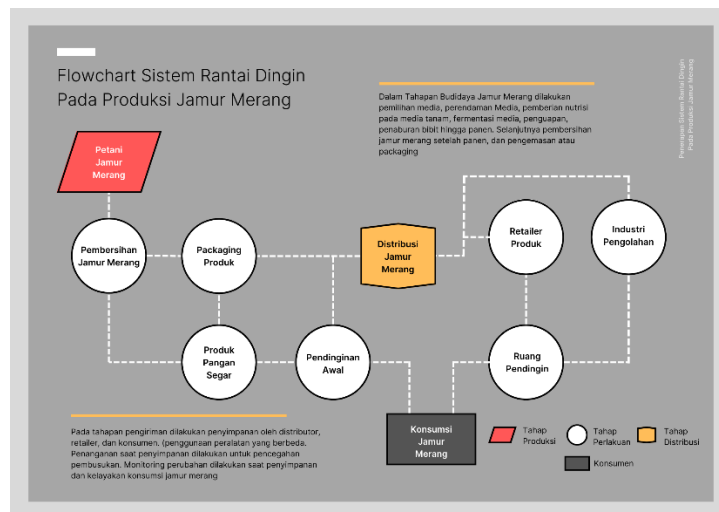 Flowchart Sistem Rantai Dingin
Pada Produksi Jamur Merang
Dalam Tahapan Budidaya Jamur Merang dilakukan
pemilihan media, perendaman Media, pemberian nutrisi
pada media tanam, fermentasi media, penguapan,
penaburan bibit hingga panen. Selanjutnya pembersihan
jamur merang setelah panen, dan pengemasan atau
packaging
Penerapan Sistem Rantai Dingin
Pada Produksi Jamur Merang
Petani
Jamur
Merang
Pembersihan
Jamur Merang
Packaging
Produk
Distribusi
Jamur
Merang
Retailer
Produk
Industri
Pengolahan
Produk
Pangan
Segar
Pendinginan
Awal
Ruang
Pendingin
Konsumsi
Jamur
Merang
Pada tahapan pengiriman dilakukan penyimpanan oleh distributor,
retailer, dan konsumen. (penggunaan peralatan yang berbeda.
Penanganan saat penyimpanan dilakukan untuk pencegahan
pembusukan. Monitoring perubahan dilakukan saat penyimpanan
dan kelayakan konsumsi jamur merang
Tahap
Produksi
Tahap
Perlakuan
Tahap
Distribusi
Konsumen